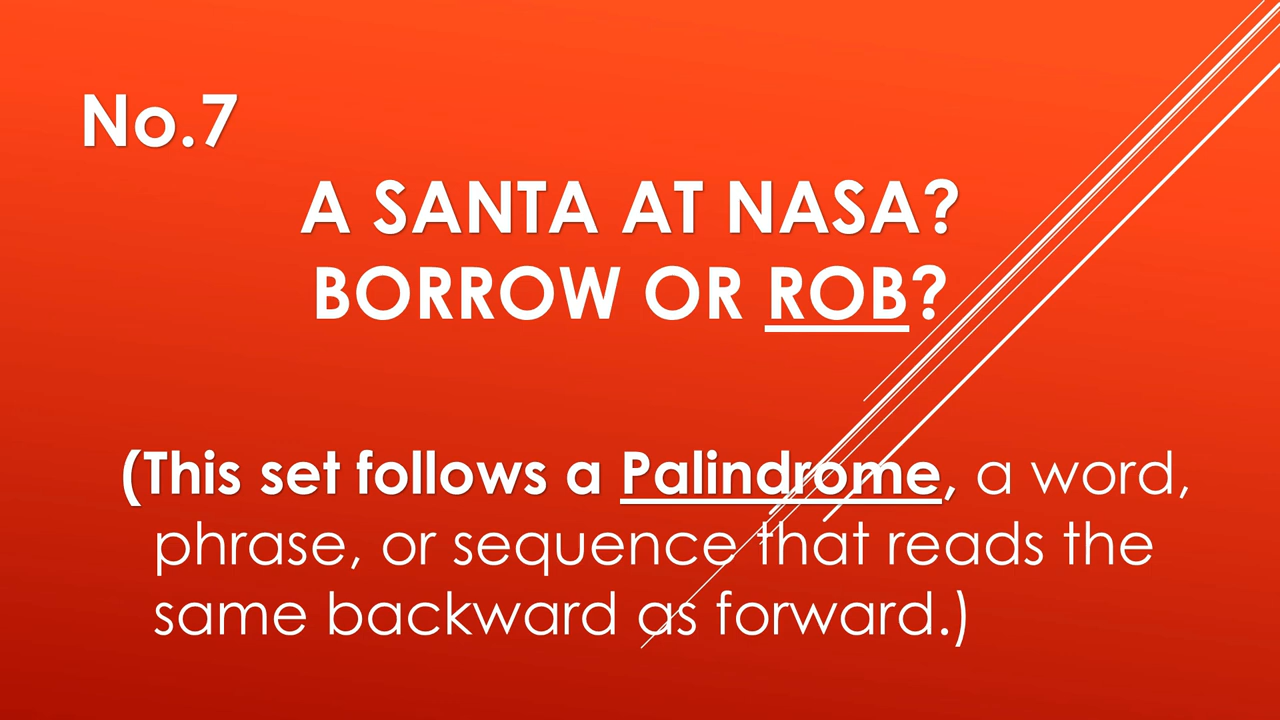 No.7
A SANTA AT NASA?
BORROW OR ROB?
(This set follows a Palindrome, a word,
phrase, or sequence that reads the
same backward as forward.)